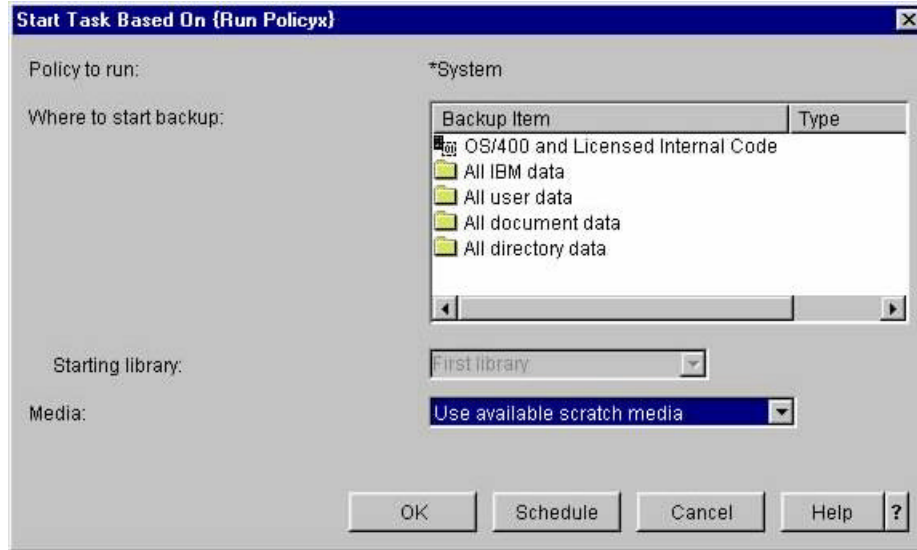 Start Task Based On {Run Policyx}
Policy to run: *System
Where to start backup:
Backup Item Type
OS/400 and Licensed Internal Code
All IBM data
All user data
All document data
All directory data
Starting library: First library
Media: Use available scratch media
OK Schedule Cancel Help ?